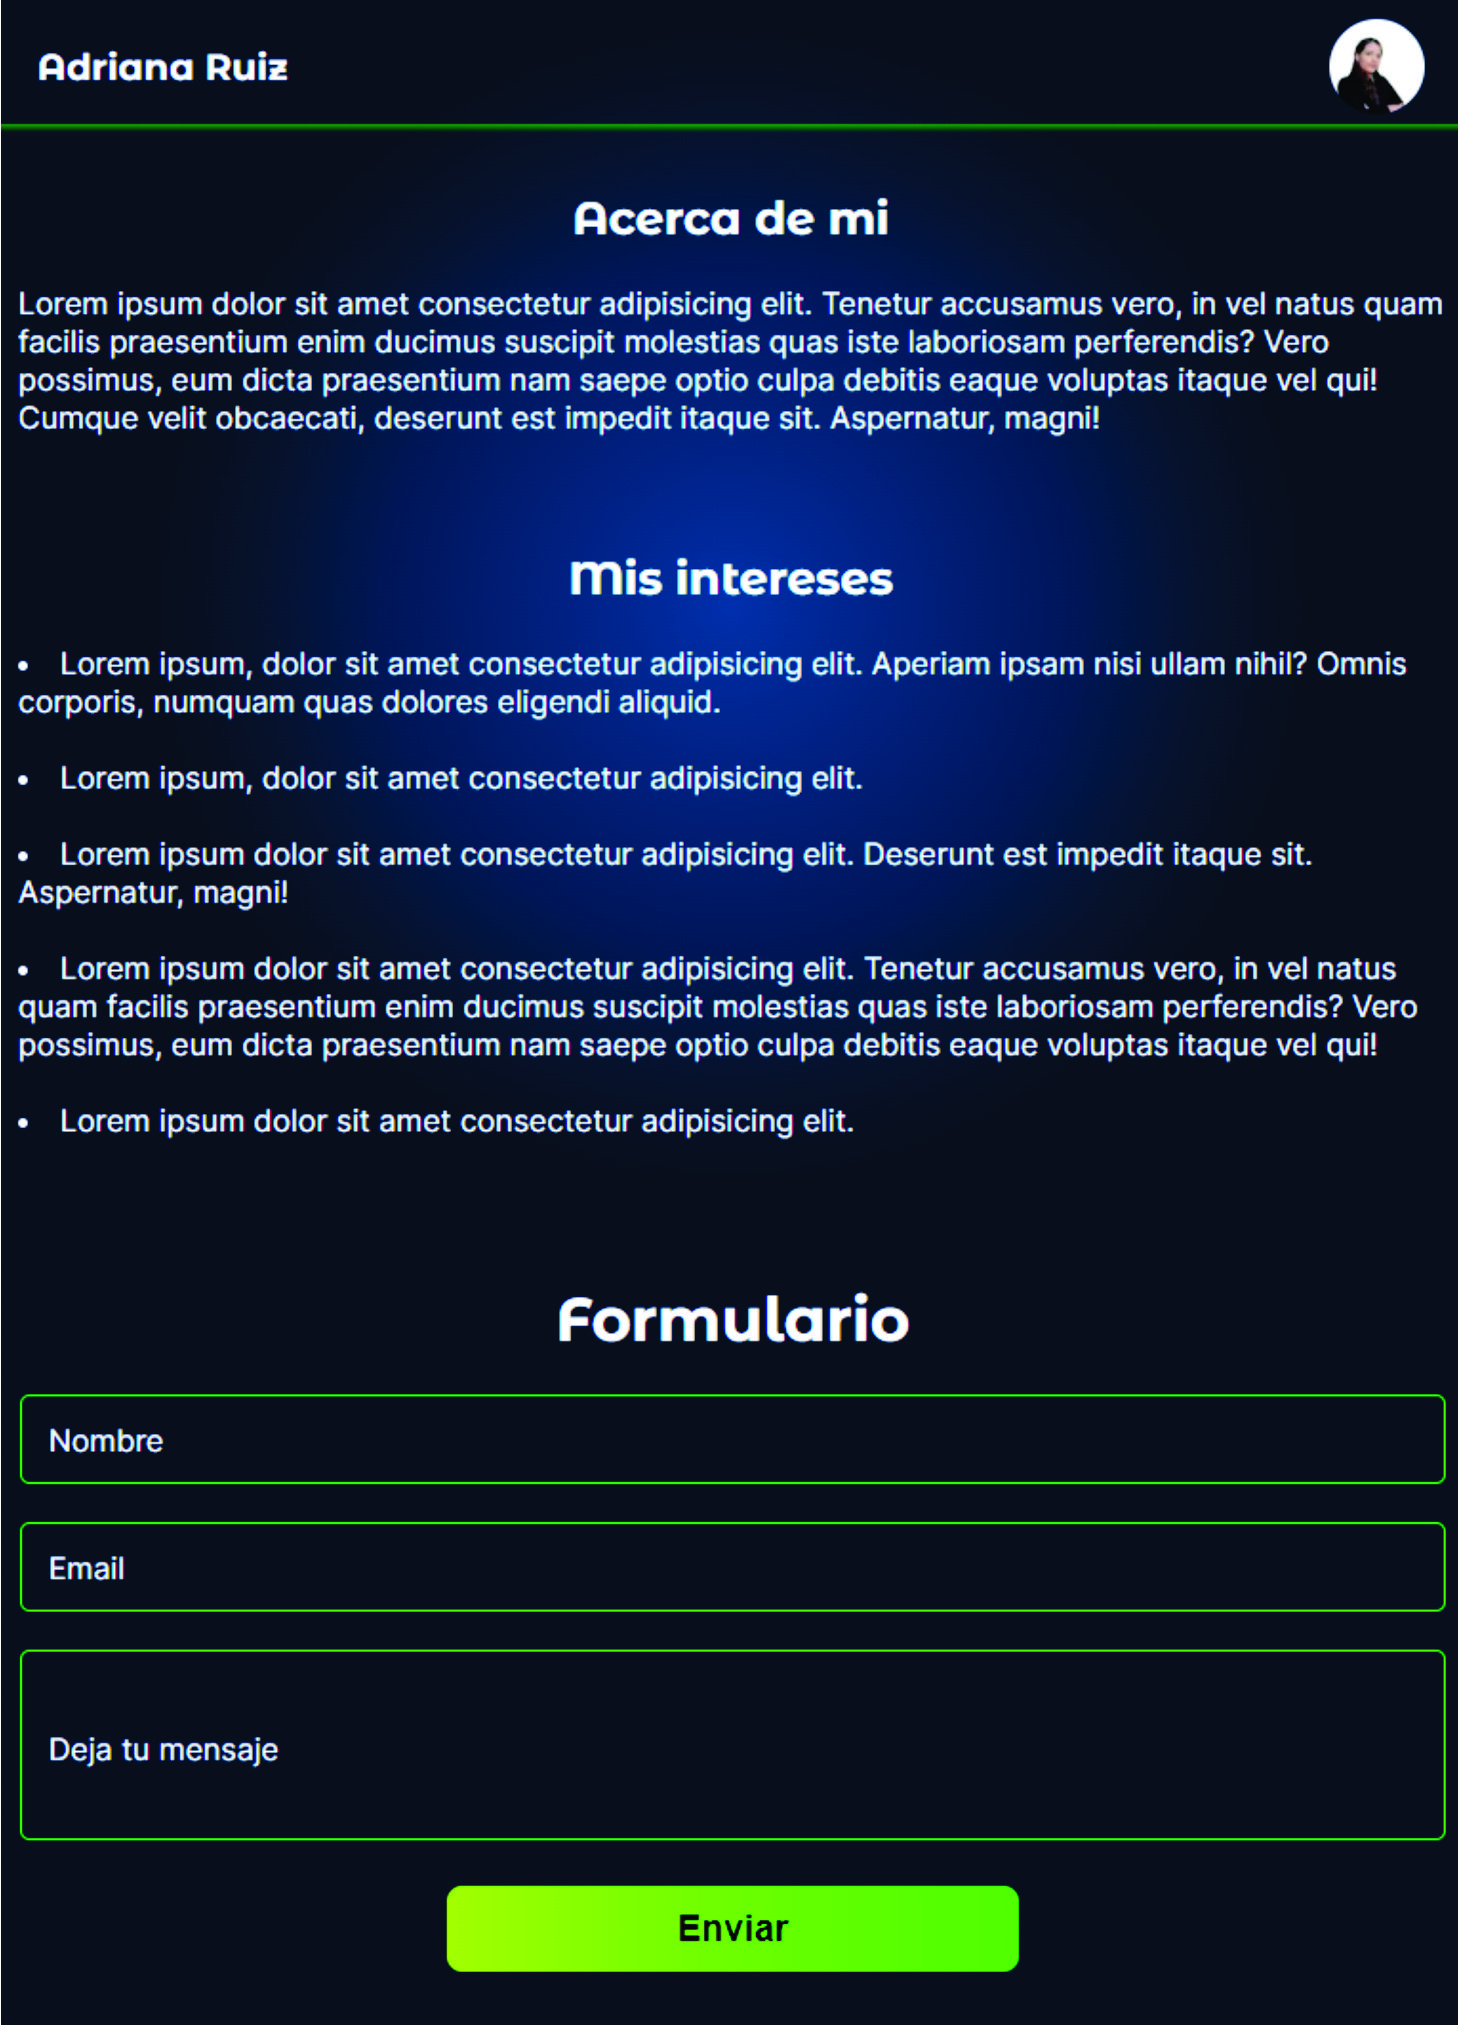 Adriana Ruiz
Acerca de mi
Lorem ipsum dolor sit amet consectetur adipisicing elit. Tenetur accusamus vero, in vel natus quam
facilis praesentium enim ducimus suscipit molestias quas iste laboriosam perferendis? Vero
possimus, eum dicta praesentium nam saepe optio culpa debitis eaque voluptas itaque vel qui!
Cumque velit obcaecati, deserunt est impedit itaque sit. Aspernatur, magni!
Mis intereses
• Lorem ipsum, dolor sit amet consectetur adipisicing elit. Aperiam ipsam nisi ullam nihil? Omnis
corporis, numquam quas dolores eligendi aliquid.
• Lorem ipsum, dolor sit amet consectetur adipisicing elit.
• Lorem ipsum dolor sit amet consectetur adipisicing elit. Deserunt est impedit itaque sit.
Aspernatur, magni!
• Lorem ipsum dolor sit amet consectetur adipisicing elit. Tenetur accusamus vero, in vel natus
quam facilis praesentium enim ducimus suscipit molestias quas iste laboriosam perferendis? Vero
possimus, eum dicta praesentium nam saepe optio culpa debitis eaque voluptas itaque vel qui!
• Lorem ipsum dolor sit amet consectetur adipisicing elit.
Formulario
Nombre
Email
Deja tu mensaje
Enviar